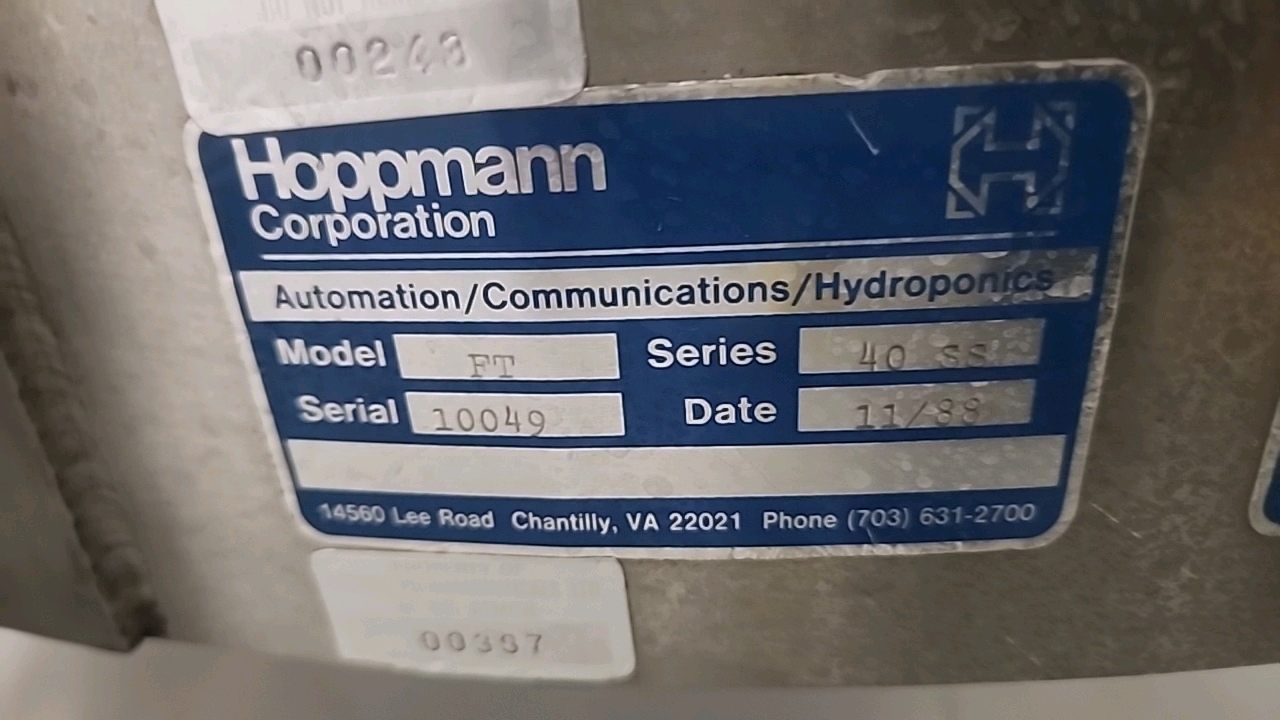 00243
Hoppmann
Corporation
Automation/Communications/Hydroponics
Model FT Series 40 SS
Serial 10049 Date 11/88
14560 Lee Road Chantilly, VA 22021 Phone (703) 631-2700
00337